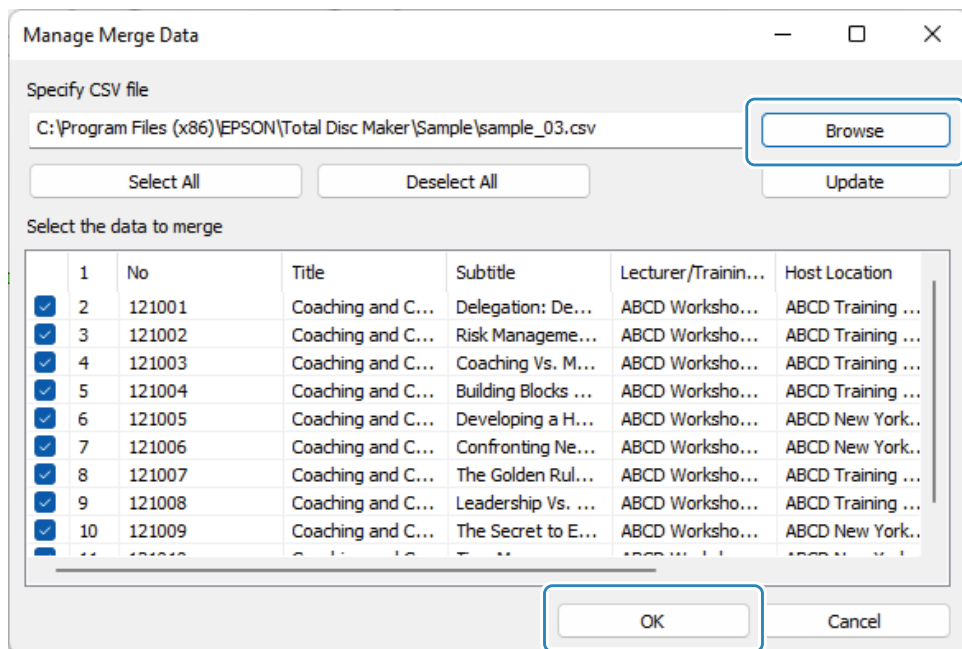 Manage Merge Data
Specify CSV file
C:\Program Files (x86)\EPSON\Total Disc Maker\Sample\sample_03.csv Browse
Select All Deselect All Update
Select the data to merge
1 No Title Subtitle Lecturer/Trainin... Host Location
2 121001 Coaching and C... Delegation: De... ABCD Worksho... ABCD Training ...
3 121002 Coaching and C... Risk Manageme... ABCD Worksho... ABCD Training ...
4 121003 Coaching and C... Coaching Vs. M... ABCD Worksho... ABCD Training ...
5 121004 Coaching and C... Building Blocks ... ABCD Worksho... ABCD Training ...
6 121005 Coaching and C... Developing a H... ABCD Worksho... ABCD New York..
7 121006 Coaching and C... Confronting Ne... ABCD Worksho... ABCD New York..
8 121007 Coaching and C... The Golden Rul... ABCD Worksho... ABCD Training ...
9 121008 Coaching and C... Leadership Vs. ... ABCD Worksho... ABCD Training ...
10 121009 Coaching and C... The Secret to E... ABCD Worksho... ABCD New York..
OK Cancel